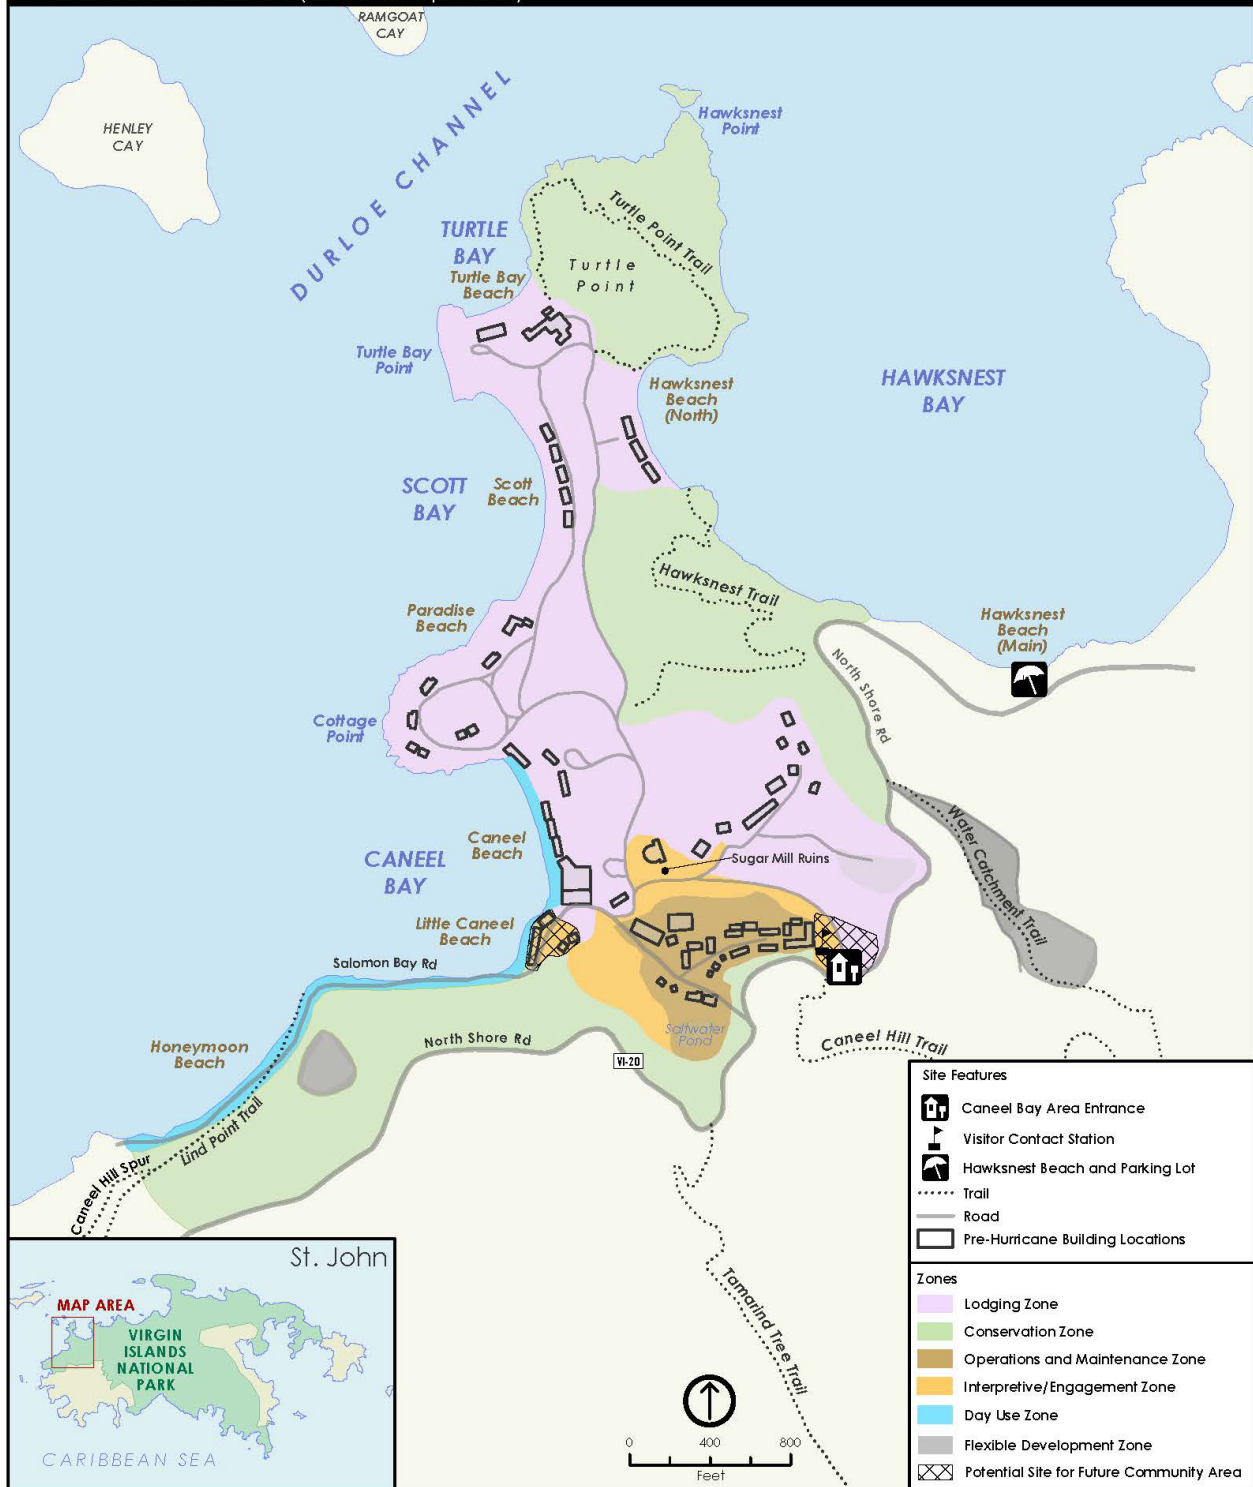 RAMGOAT
CAY
HENLEY
CAY
DURLOE CHANNEL
Hawksnest
Point
Turtle Point Trail
TURTLE
BAY
Turtle Bay
Beach
Turtle
Point
Turtle Bay
Point
Hawksnest
Beach
(North)
HAWKSNEST
BAY
SCOTT
BAY
Scott
Beach
Hawksnest Trail
Paradise
Beach
Hawksnest
Beach
(Main)
North Shore Rd
Cottage
Point
Caneel
Beach
CANEEL
BAY
Sugar Mill Ruins
Water Catchment Trail
Little Caneel
Beach
Salomon Bay Rd
Saltwater
Pond
North Shore Rd
Caneel Hill Trail
Honeymoon
Beach
VI-20
Lind Point Trail
Caneel Hill Spur
Tamarind Tree Trail
Site Features
Caneel Bay Area Entrance
Visitor Contact Station
Hawksnest Beach and Parking Lot
Trail
Road
Pre-Hurricane Building Locations
Zones
Lodging Zone
Conservation Zone
Operations and Maintenance Zone
Interpretive/Engagement Zone
Day Use Zone
Flexible Development Zone
Potential Site for Future Community Area
St. John
MAP AREA
VIRGIN
ISLANDS
NATIONAL
PARK
CARIBBEAN SEA
0 400 800
Feet